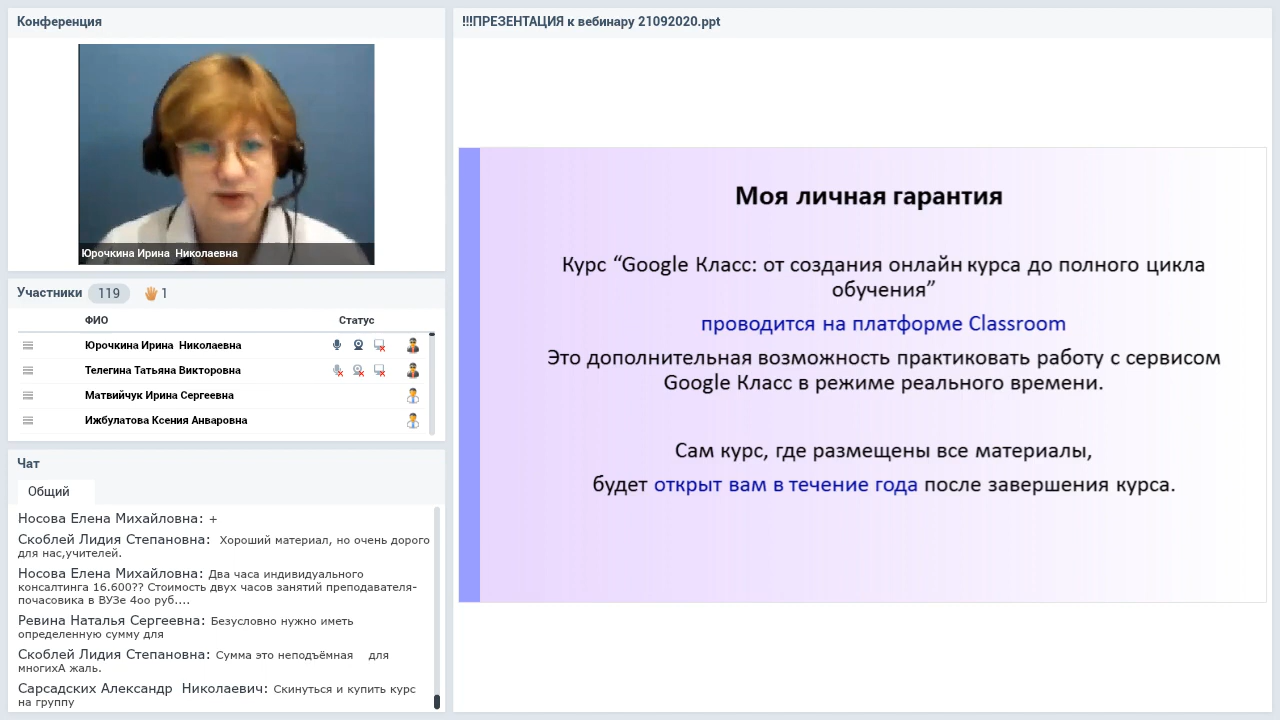 Конференция
Юрочкина Ирина  Николаевна
Участники 119 1
ФИО Статус
Юрочкина Ирина  Николаевна
Телегина Татьяна Викторовна
Матвийчук Ирина Сергеевна
Ижбулатова Ксения Анваровна
Чат
Общий
Носова Елена Михайловна: +
Скоблей Лидия Степановна:  Хороший материал, но очень дорого
для нас,учителей.
Носова Елена Михайловна: Два часа индивидуального
консалтинга 16.600?? Стоимость двух часов занятий преподавателя-
почасовика в ВУЗе 4оо руб....
Ревина Наталья Сергеевна: Безусловно нужно иметь
определенную сумму для
Скоблей Лидия Степановна: Сумма это неподъёмная    для
многихА жаль.
Сарсадских Александр  Николаевич: Скинуться и купить курс
на группу
!!!ПРЕЗЕНТАЦИЯ к вебинару 21092020.ppt
Моя личная гарантия
Курс “Google Класс: от создания онлайн курса до полного цикла
обучения”
проводится на платформе Classroom
Это дополнительная возможность практиковать работу с сервисом
Google Класс в режиме реального времени.
Сам курс, где размещены все материалы,
будет открыт вам в течение года после завершения курса.